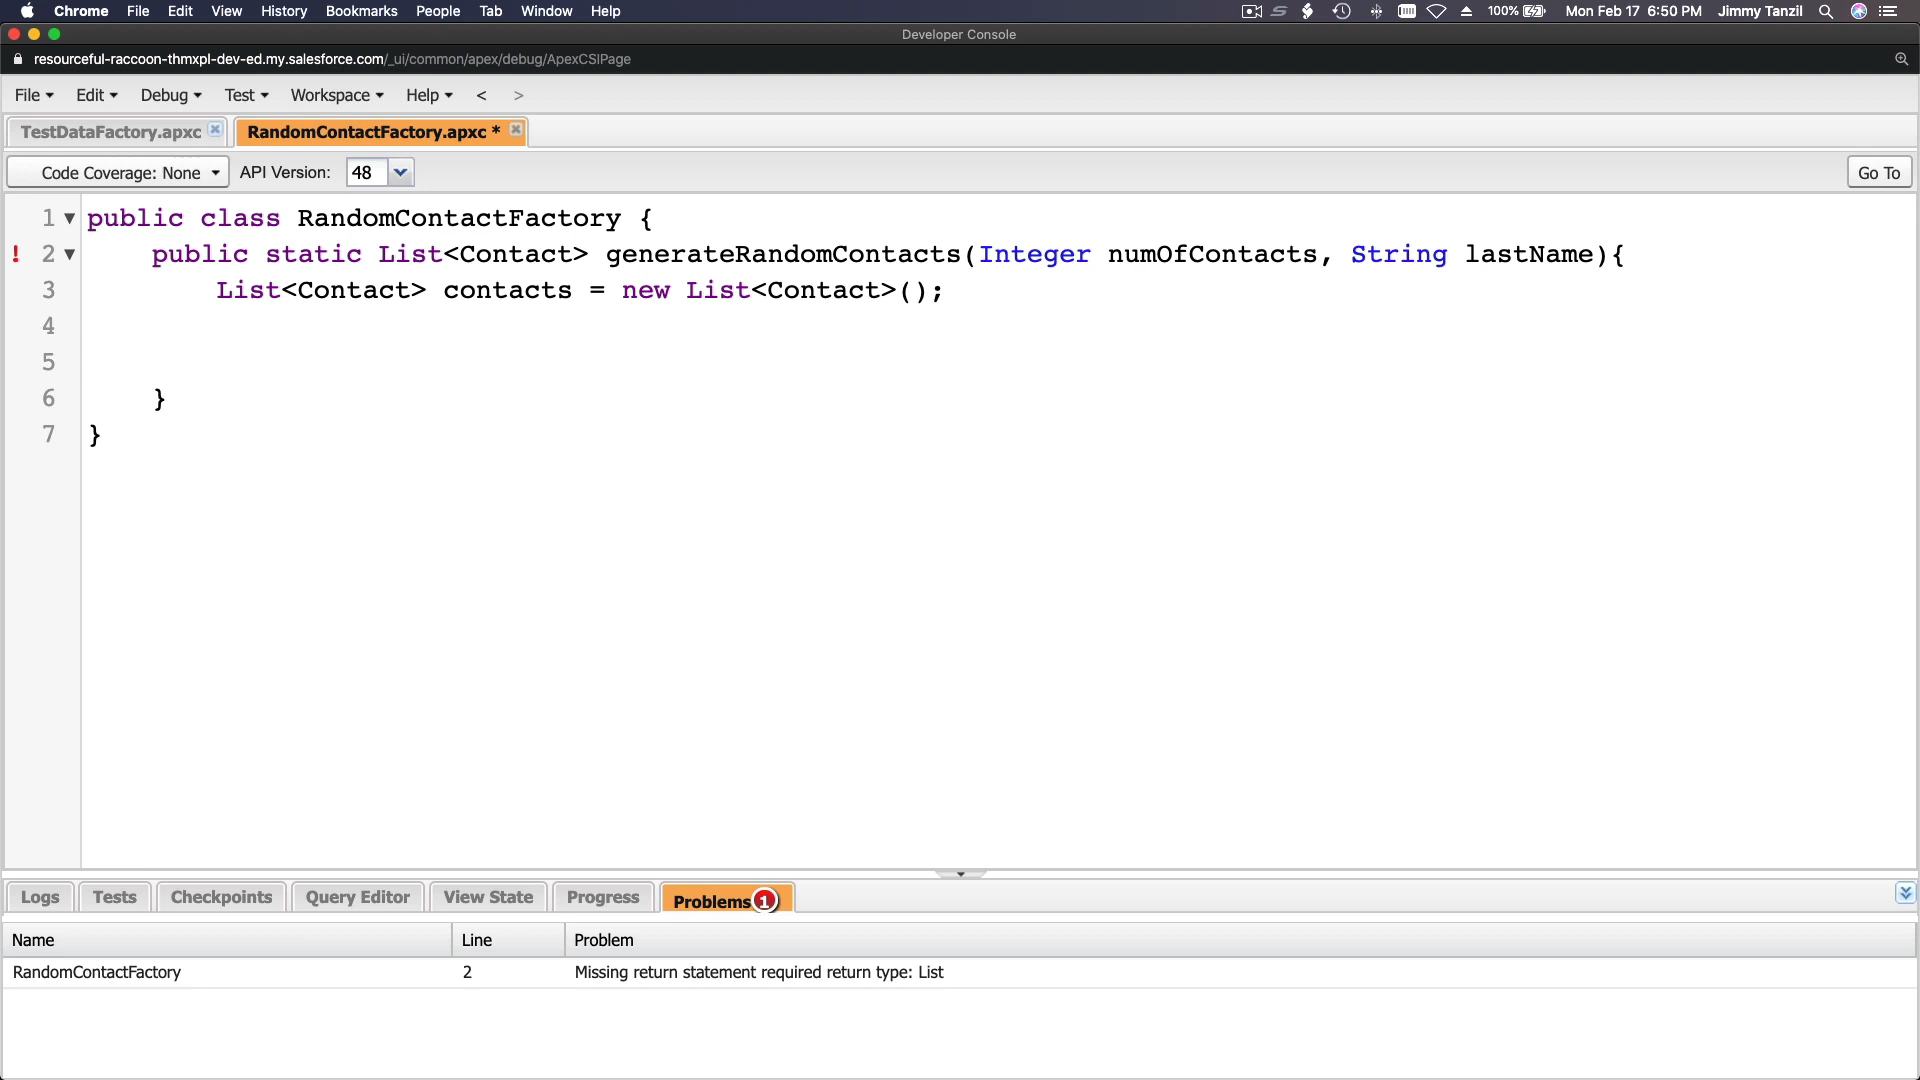 Chrome File Edit View History Bookmarks People Tab Window Help 100% Mon Feb 17 6:50 PM Jimmy Tanzil
Developer Console
resourceful-raccoon-thmxpl-dev-ed.my.salesforce.com/_ui/common/apex/debug/ApexCSIPage
File Edit Debug Test Workspace Help < >
TestDataFactory.apxc RandomContactFactory.apxc *
Code Coverage: None API Version: 48 Go To
1 public class RandomContactFactory {
! 2 public static List<Contact> generateRandomContacts(Integer numOfContacts, String lastName){
3 List<Contact> contacts = new List<Contact>();
4
5
6 }
7 }
Logs Tests Checkpoints Query Editor View State Progress Problems 1
Name Line Problem
RandomContactFactory 2 Missing return statement required return type: List